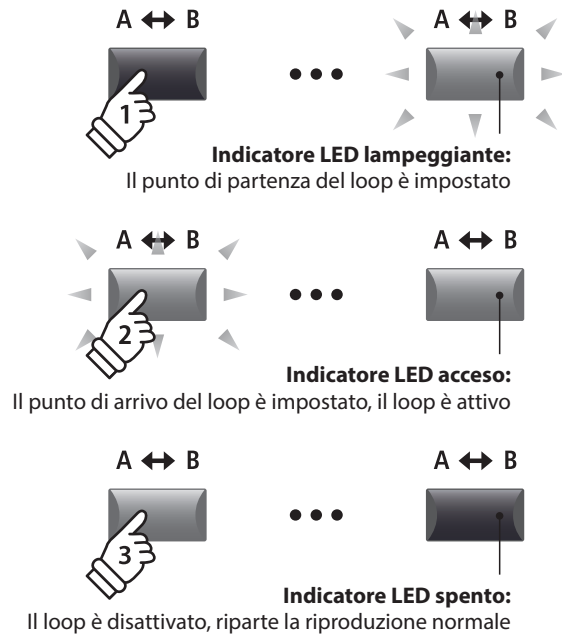 A ↔ B A ↔ B
1
Indicatore LED lampeggiante:
Il punto di partenza del loop è impostato
A ↔ B A ↔ B
2
Indicatore LED acceso:
Il punto di arrivo del loop è impostato, il loop è attivo
A ↔ B A ↔ B
3
Indicatore LED spento:
Il loop è disattivato, riparte la riproduzione normale